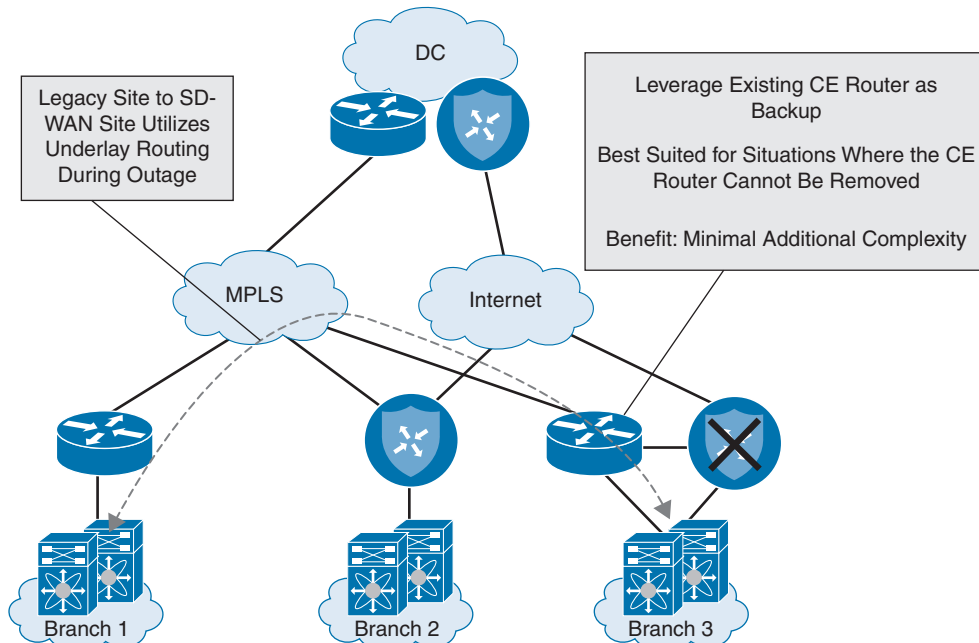 DC
Legacy Site to SD-
WAN Site Utilizes
Underlay Routing
During Outage
Leverage Existing CE Router as
Backup
Best Suited for Situations Where the CE
Router Cannot Be Removed
Benefit: Minimal Additional Complexity
MPLS
Internet
Branch 1
Branch 2
Branch 3